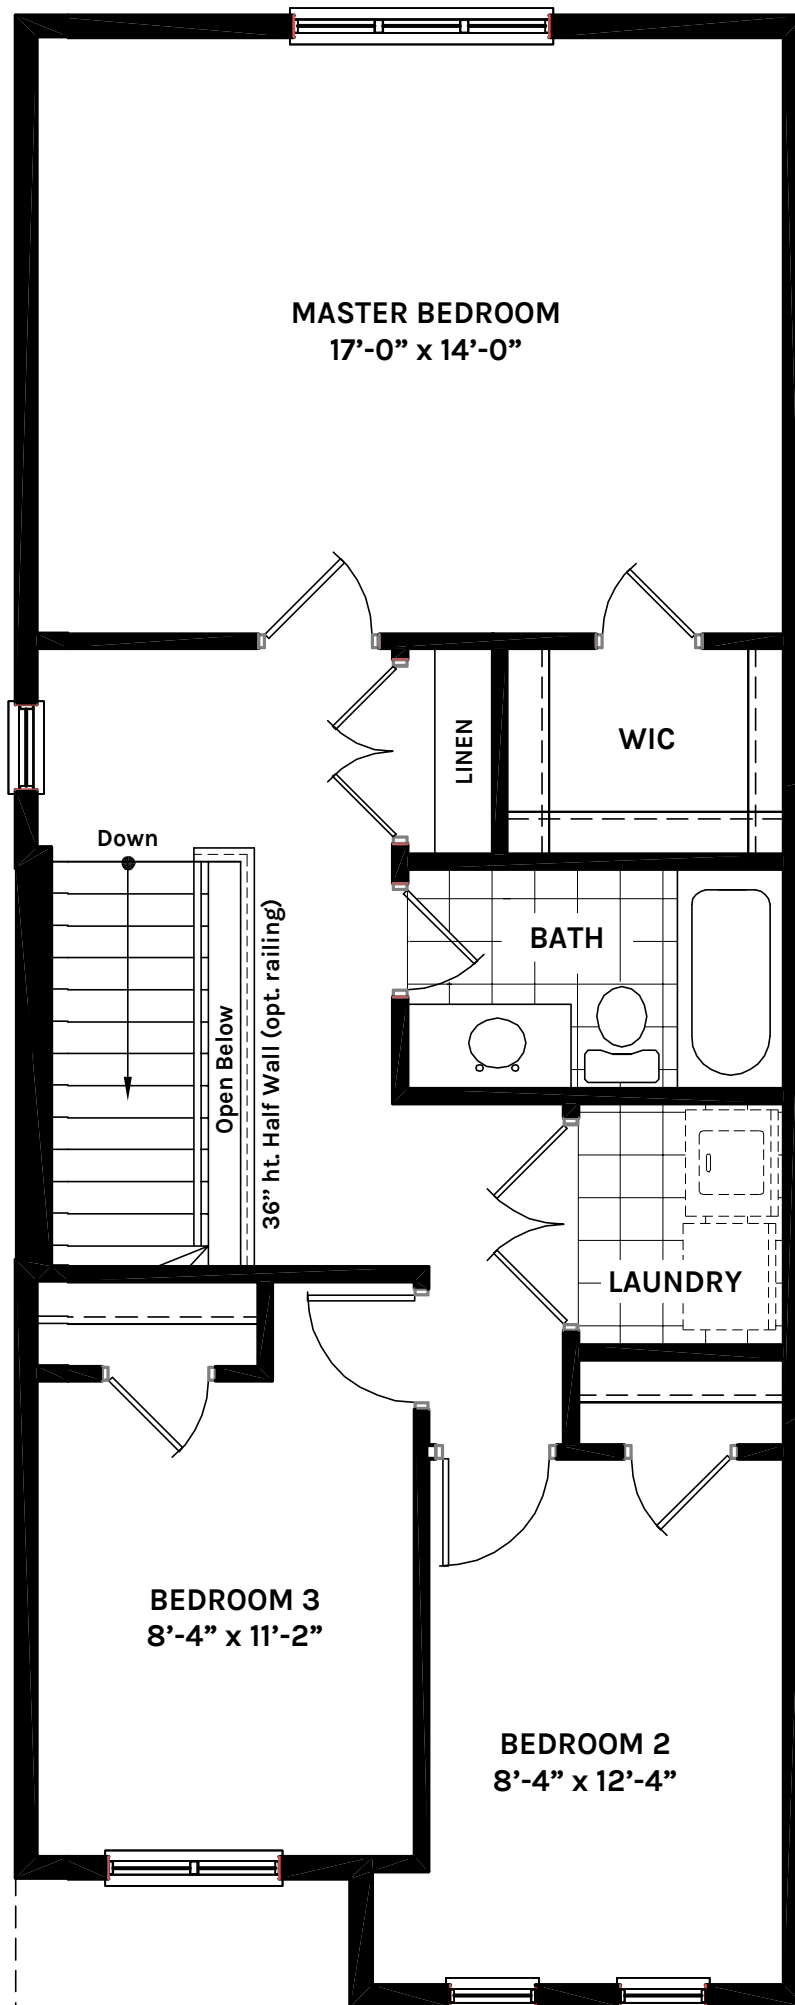 MASTER BEDROOM
17’-0” x 14’-0”
LINEN
WIC
Down
BATH
Open Below
36” ht. Half Wall (opt. railing)
LAUNDRY
BEDROOM 3
8’-4” x 11’-2”
BEDROOM 2
8’-4” x 12’-4”